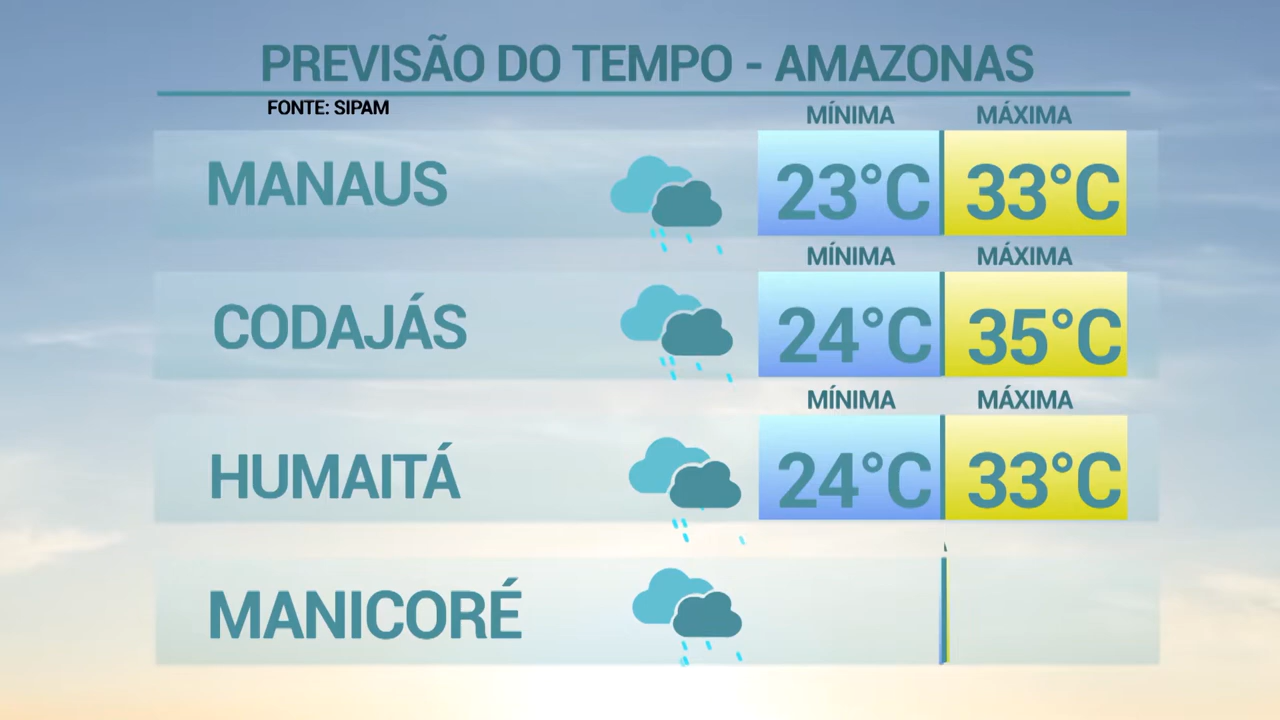 PREVISÃO DO TEMPO - AMAZONAS
FONTE: SIPAM
MÍNIMA MÁXIMA
MANAUS 23°C 33°C
MÍNIMA MÁXIMA
CODAJÁS 24°C 35°C
MÍNIMA MÁXIMA
HUMAITÁ 24°C 33°C
MANICORÉ